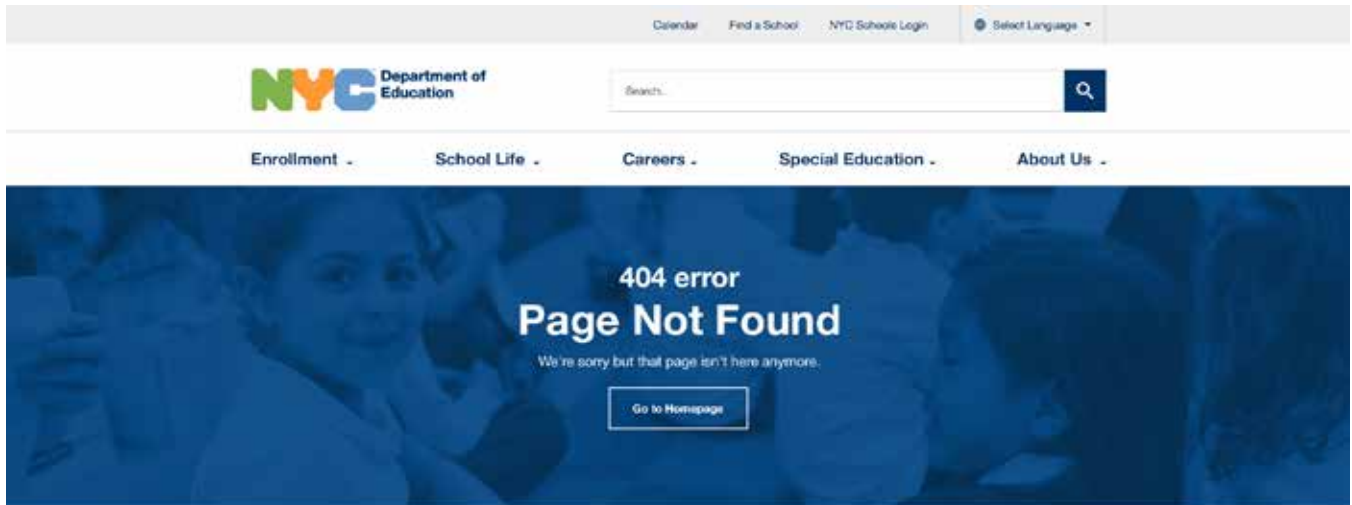 Calendar Find a School NYC Schools Login Select Language
NYC Department of
Education
Search...
Enrollment School Life Careers Special Education About Us
404 error
Page Not Found
We're sorry but that page isn't here anymore.
Go to Homepage